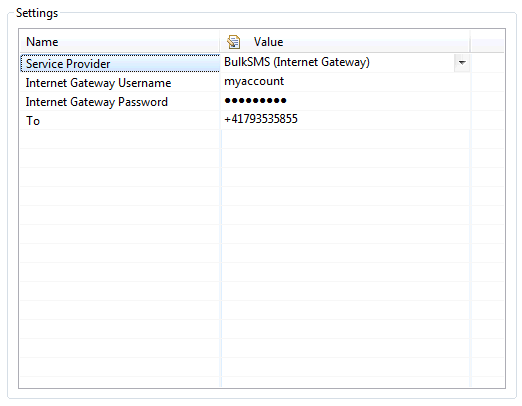 Settings
Name Value
Service Provider BulkSMS (Internet Gateway)
Internet Gateway Username myaccount
Internet Gateway Password ●●●●●●●●●
To +41793535855